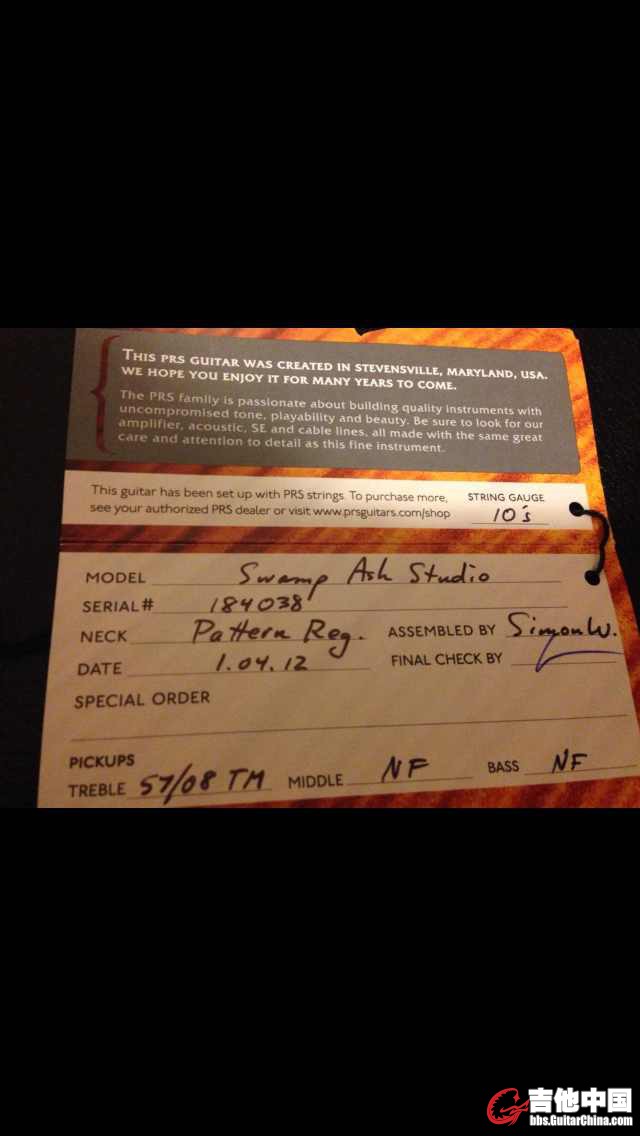 THIS PRS GUITAR WAS CREATED IN STEVENSVILLE, MARYLAND, USA.
WE HOPE YOU ENJOY IT FOR MANY YEARS TO COME.
The PRS family is passionate about building quality instruments with
uncompromised tone, playability and beauty. Be sure to look for our
amplifier, acoustic, SE and cable lines, all made with the same great
care and attention to detail as this fine instrument.
This guitar has been set up with PRS strings. To purchase more,
see your authorized PRS dealer or visit www.prsguitars.com/shop
STRING GAUGE
10's
MODEL Swamp Ash Studio
SERIAL# 184038
NECK Pattern Reg. ASSEMBLED BY Simon W.
DATE 1.04.12 FINAL CHECK BY
SPECIAL ORDER
PICKUPS
TREBLE 57/08 TM MIDDLE NF BASS NF
吉他中国
bbs.GuitarChina.com